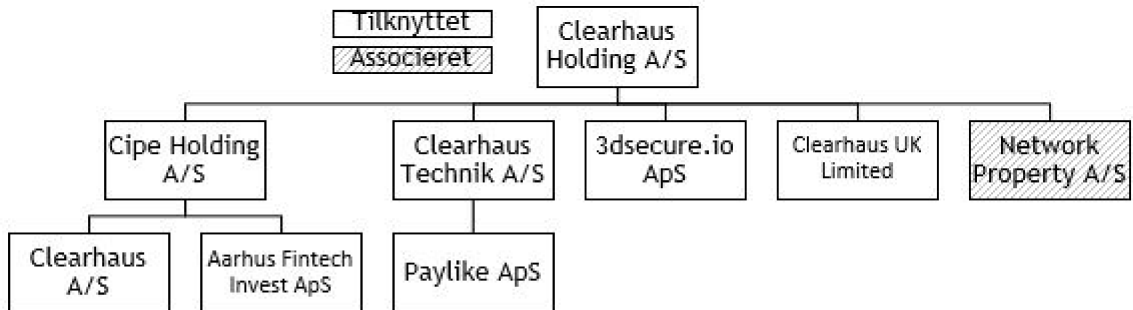 Tilknyttet
Associeret
Clearhaus
Holding A/S
Cipe Holding
A/S
Clearhaus
Technik A/S
3dsecure.io
ApS
Clearhaus UK
Limited
Network
Property A/S
Clearhaus
A/S
Aarhus Fintech
Invest ApS
Paylike ApS